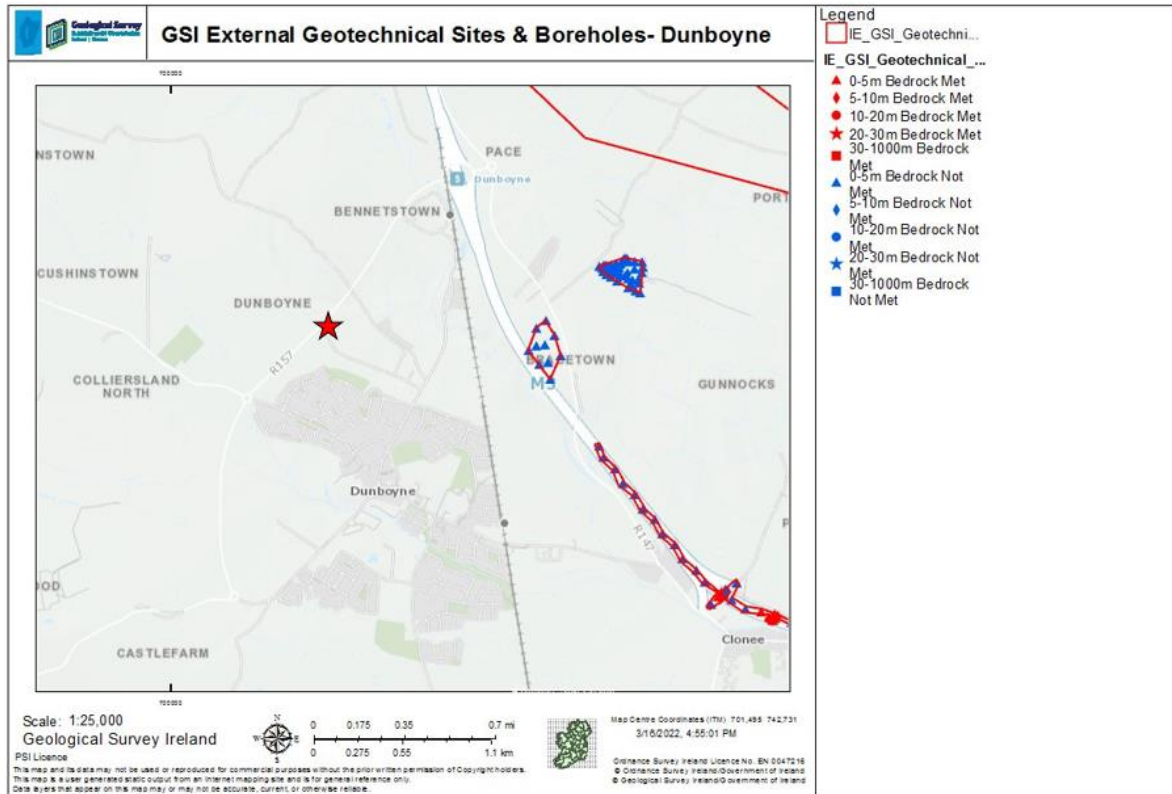 Geological Survey
GSI External Geotechnical Sites & Boreholes- Dunboyne
700000
NSTOWN
PACE
5
Dunboyne
PORT
BENNETSTOWN
CUSHINSTOWN
DUNBOYNE
R157
BRACETOWN
M3
COLLIERSLAND
NORTH
GUNNOCKS
Dunboyne
R147
OOD
CASTLEFARM
Clonee
700000
Legend
IE_GSI_Geotechni...
IE_GSI_Geotechnical_...
0-5m Bedrock Met
5-10m Bedrock Met
10-20m Bedrock Met
20-30m Bedrock Met
30-1000m Bedrock
Met
0-5m Bedrock Not
Met
5-10m Bedrock Not
Met
10-20m Bedrock Not
Met
20-30m Bedrock Not
Met
30-1000m Bedrock
Not Met
Scale: 1:25,000
Geological Survey Ireland
PSI Licence
This map and its data may not be used or reproduced for commercial purposes without the prior written permission of Copyright holders.
This map is a user generated static output from an Internet mapping site and is for general reference only.
Data layers that appear on this map may or may not be accurate, current, or otherwise reliable.
N
W
E
S
0 0.175 0.35 0.7 mi
0 0.275 0.55 1.1 km
Map Centre Coordinates (ITM) 701,495 742,731
3/16/2022, 4:55:01 PM
Ordnance Survey Ireland Licence No. EN 0047216
© Ordnance Survey Ireland/Government of Ireland
© Geological Survey Ireland/Government of Ireland